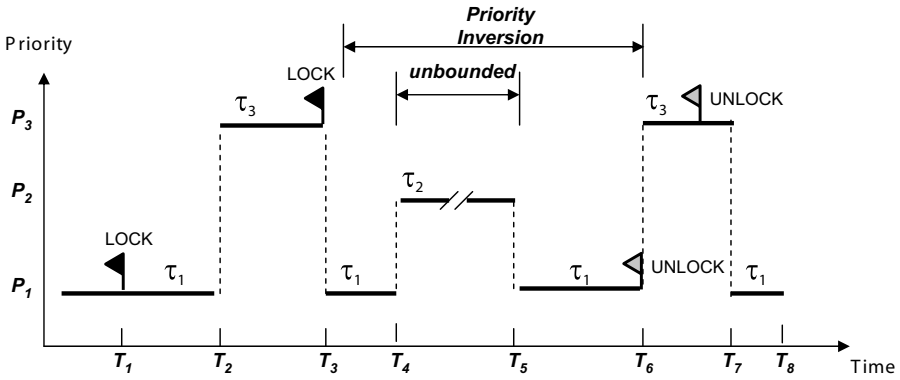 Priority
Inversion
Priority
LOCK
unbounded
τ3
τ3
UNLOCK
P3
P2
τ2
LOCK
τ1
τ1
τ1
UNLOCK
τ1
P1
T1
T2
T3
T4
T5
T6
T7
T8
Time